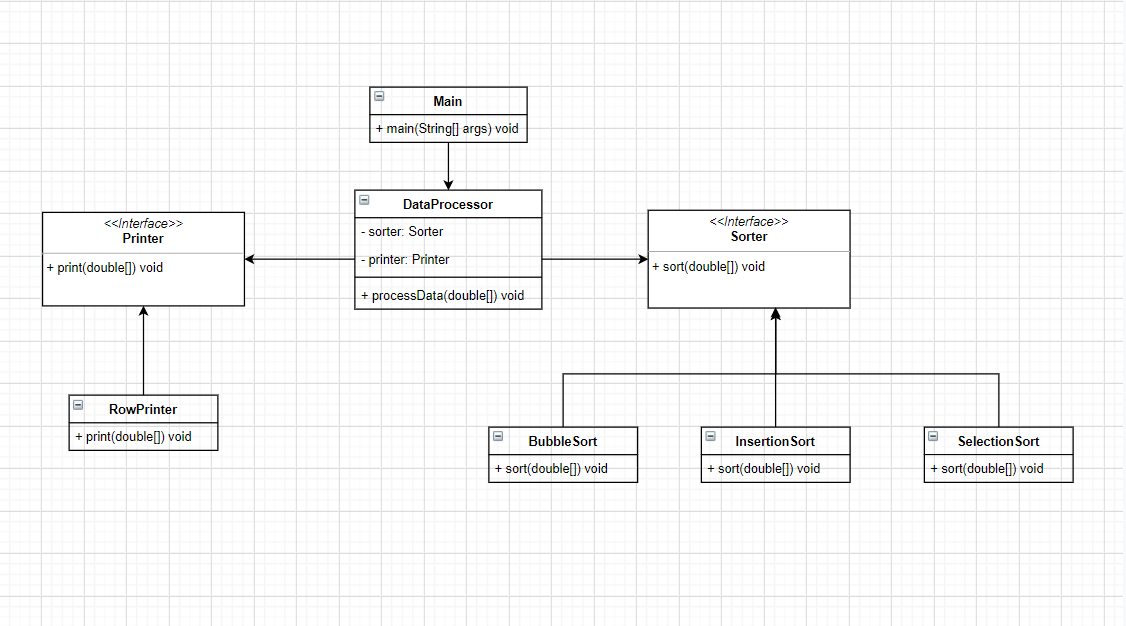 Main
+ main(String[] args) void
DataProcessor
- sorter: Sorter
- printer: Printer
+ processData(double[]) void
<<Interface>>
Printer
+ print(double[]) void
<<Interface>>
Sorter
+ sort(double[]) void
RowPrinter
+ print(double[]) void
BubbleSort
+ sort(double[]) void
InsertionSort
+ sort(double[]) void
SelectionSort
+ sort(double[]) void